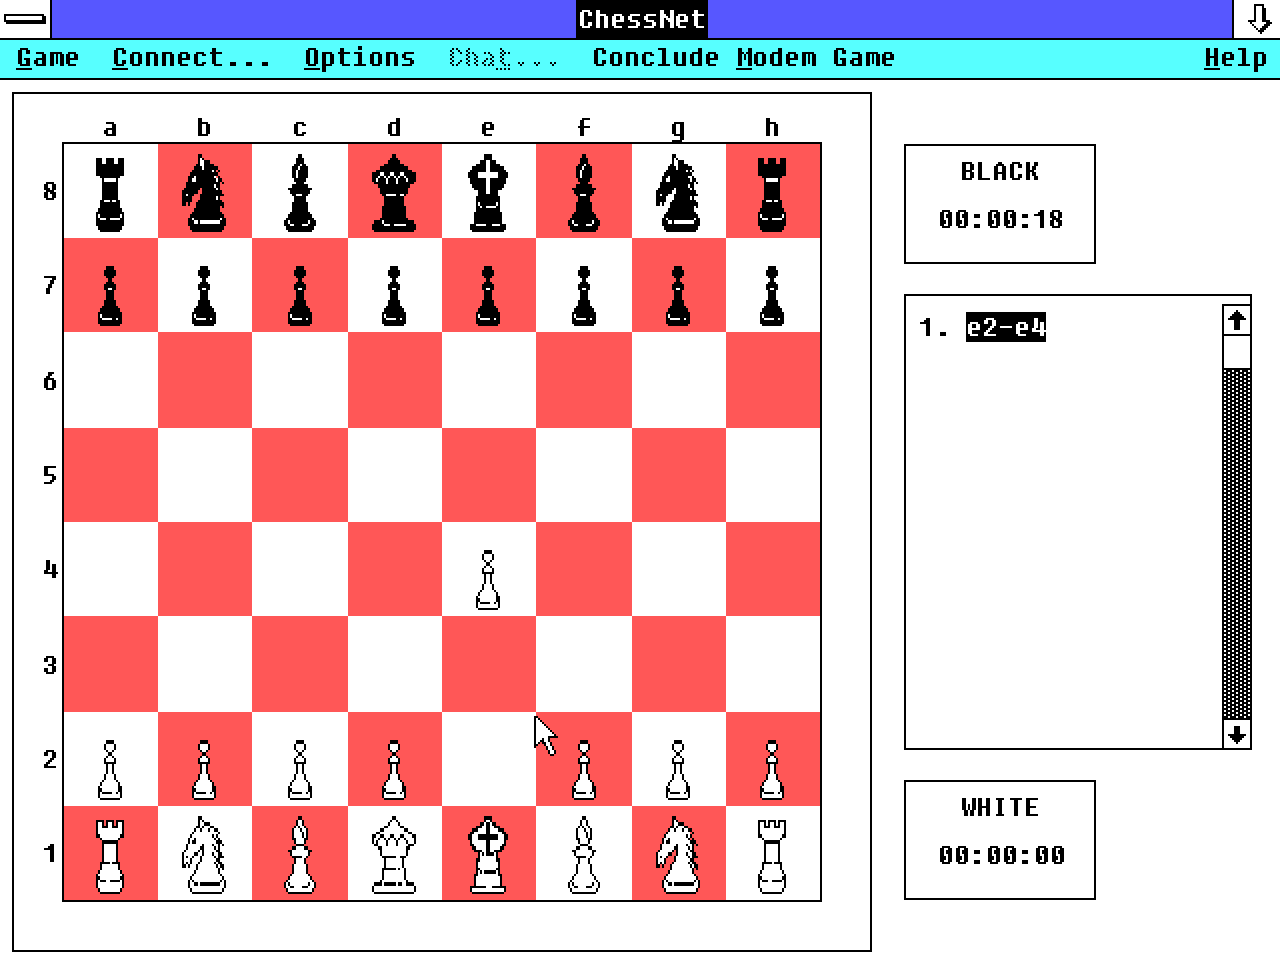 ChessNet
Game Connect... Options Chat... Conclude Modem Game Help
a b c d e f g h
8
7
6
5
4
3
2
1
BLACK
00:00:18
1. e2-e4
WHITE
00:00:00